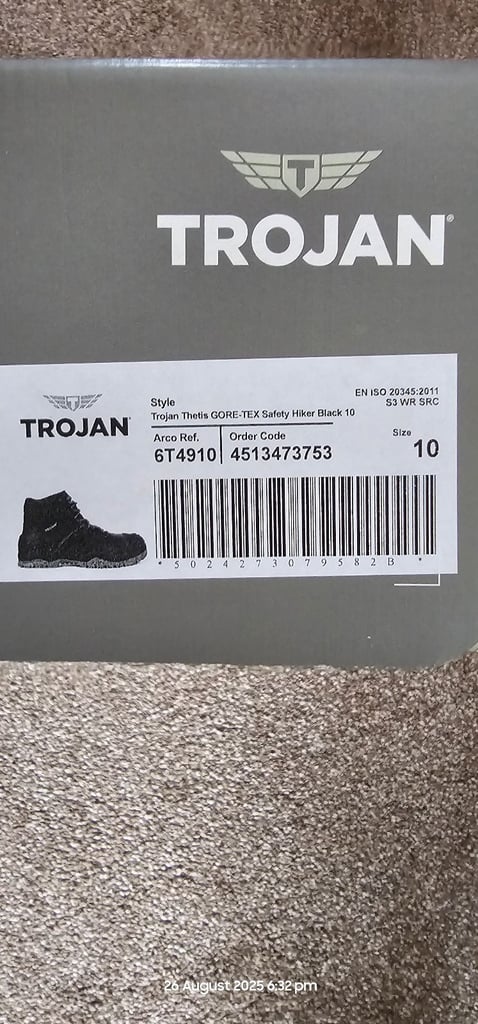 T
TROJAN®
EN ISO 20345:2011
S3 WR SRC
Style
Trojan Thetis GORE-TEX Safety Hiker Black 10
TROJAN®
Arco Ref.
6T4910
Order Code
4513473753
Size
10
* 5 0 2 4 2 7 3 0 7 9 5 8 2 B *
26 August 2025 6:32 pm